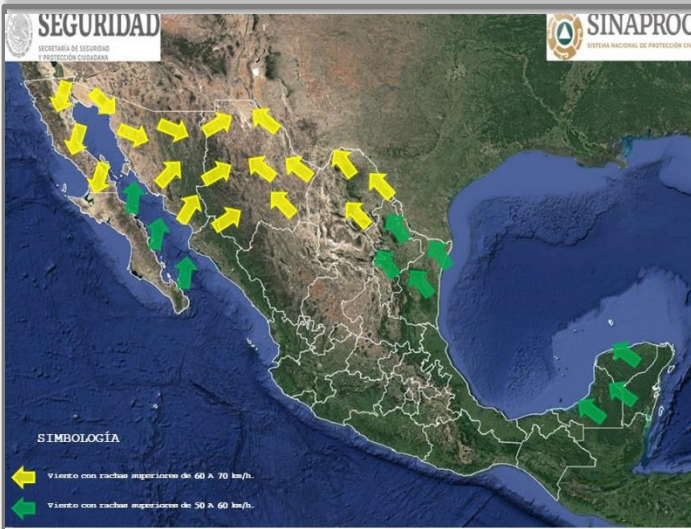 SEGURIDAD
SECRETARÍA DE SEGURIDAD
Y PROTECCIÓN CIUDADANA
SINAPROC
SISTEMA NACIONAL DE PROTECCIÓN CIV
SIMBOLOGÍA
Viento con rachas superiores de 60 A 70 km/h.
Viento con rachas superiores de 50 A 60 km/h.